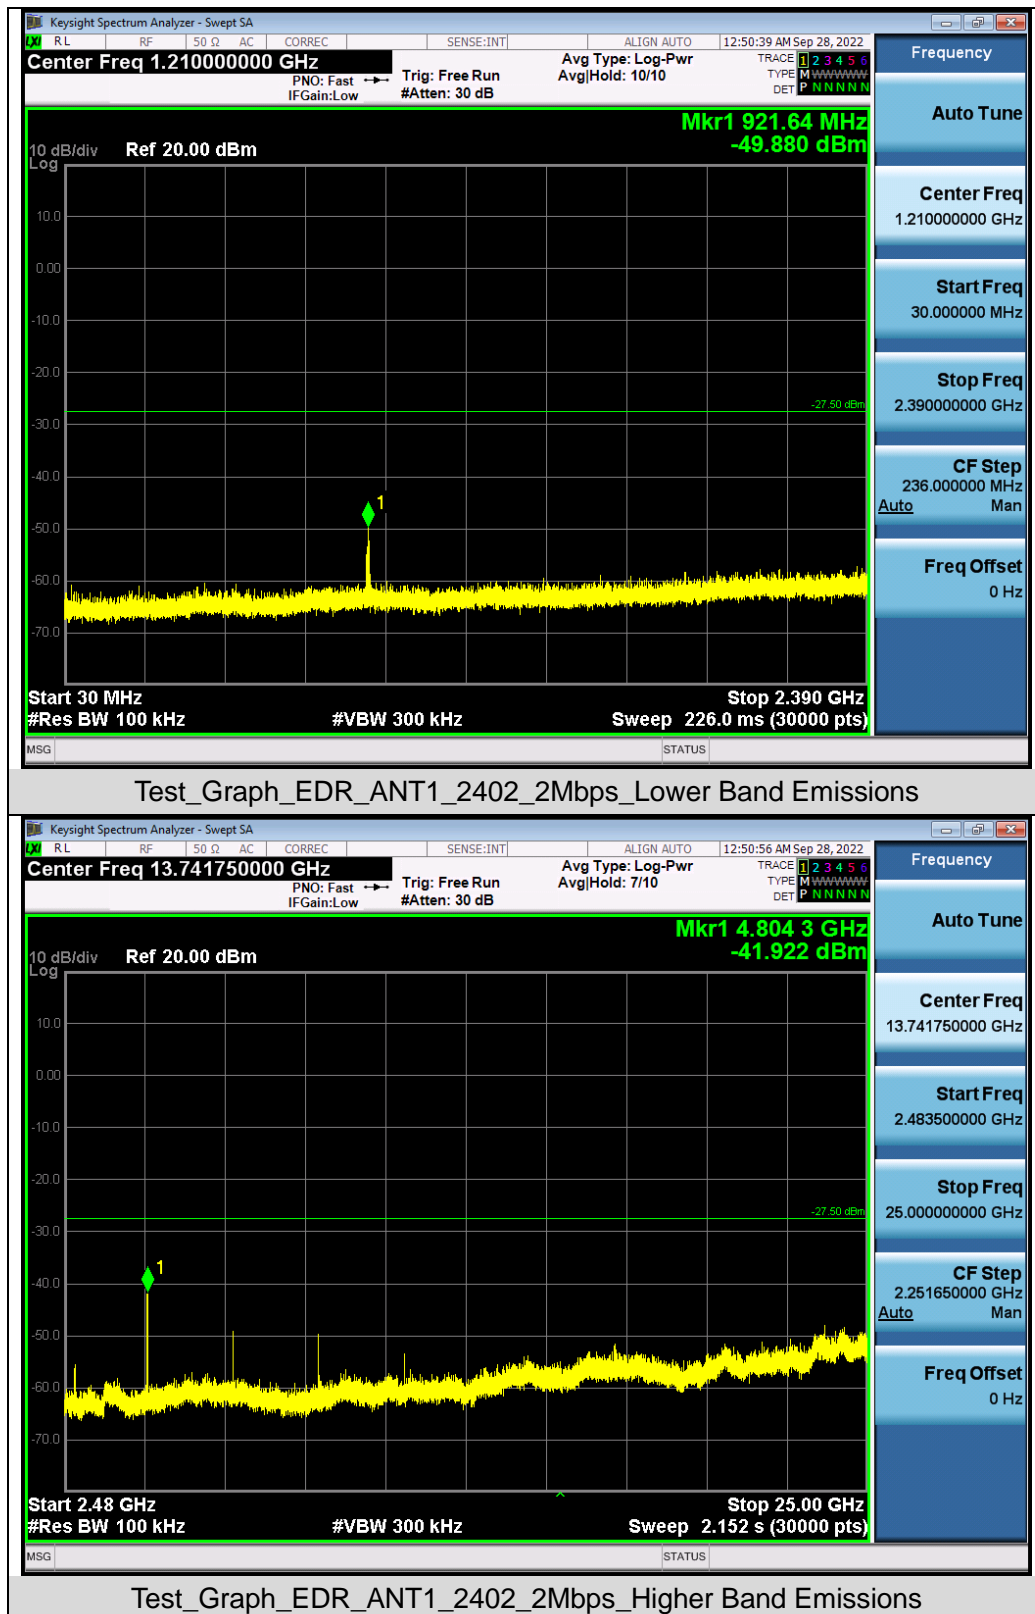 Keysight Spectrum Analyzer - Swept SA
LXI RL RF 50 Ω AC CORREC SENSE:INT ALIGN AUTO 12:50:39 AM Sep 28, 2022
Center Freq 1.210000000 GHz
PNO: Fast Trig: Free Run Avg Type: Log-Pwr TRACE 1 2 3 4 5 6
IFGain:Low #Atten: 30 dB Avg|Hold: 10/10 TYPE M WWWWW
DET P N N N N N
Frequency
Auto Tune
Center Freq
1.210000000 GHz
Start Freq
30.000000 MHz
Stop Freq
2.390000000 GHz
CF Step
236.000000 MHz
Auto Man
Freq Offset
0 Hz
Mkr1 921.64 MHz
-49.880 dBm
10 dB/div Ref 20.00 dBm
Log
10.0
0.00
-10.0
-20.0
-27.50 dBm
-30.0
-40.0
1
-50.0
-60.0
-70.0
Start 30 MHz Stop 2.390 GHz
#Res BW 100 kHz #VBW 300 kHz Sweep 226.0 ms (30000 pts)
MSG STATUS
Test_Graph_EDR_ANT1_2402_2Mbps_Lower Band Emissions
Keysight Spectrum Analyzer - Swept SA
LXI RL RF 50 Ω AC CORREC SENSE:INT ALIGN AUTO 12:50:56 AM Sep 28, 2022
Center Freq 13.741750000 GHz
PNO: Fast Trig: Free Run Avg Type: Log-Pwr TRACE 1 2 3 4 5 6
IFGain:Low #Atten: 30 dB Avg|Hold: 7/10 TYPE M WWWWW
DET P N N N N N
Frequency
Auto Tune
Center Freq
13.741750000 GHz
Start Freq
2.483500000 GHz
Stop Freq
25.000000000 GHz
CF Step
2.251650000 GHz
Auto Man
Freq Offset
0 Hz
Mkr1 4.804 3 GHz
-41.922 dBm
10 dB/div Ref 20.00 dBm
Log
10.0
0.00
-10.0
-20.0
-27.50 dBm
-30.0
1
-40.0
-50.0
-60.0
-70.0
Start 2.48 GHz Stop 25.00 GHz
#Res BW 100 kHz #VBW 300 kHz Sweep 2.152 s (30000 pts)
MSG STATUS
Test_Graph_EDR_ANT1_2402_2Mbps_Higher Band Emissions